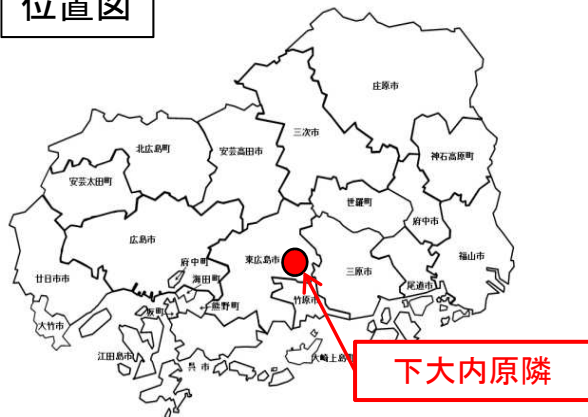 位置図
庄原市
三次市
北広島町
安芸高田市
神石高原町
安芸太田町
世羅町
府中市
広島市
東広島市
福山市
府中町
三原市
廿日市市
海田町
尾道市
竹原市
熊野町
坂町
大竹市
江田島市
呉市
大崎上島町
下大内原隣